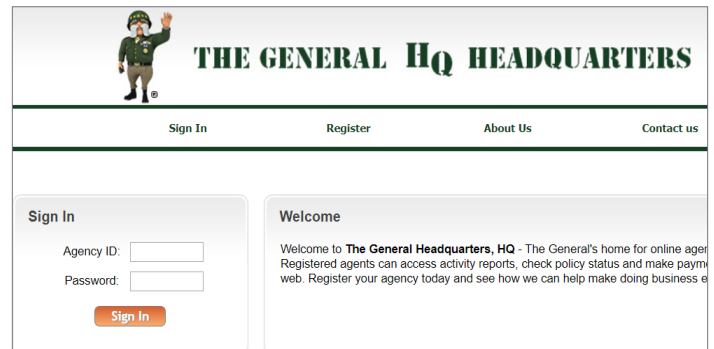 THE GENERAL HQ HEADQUARTERS
®
Sign In Register About Us Contact us
Sign In
Agency ID:
Password:
Sign In
Welcome
Welcome to The General Headquarters, HQ - The General's home for online
Registered agents can access activity reports, check policy status and make
web. Register your agency today and see how we can help make doing business